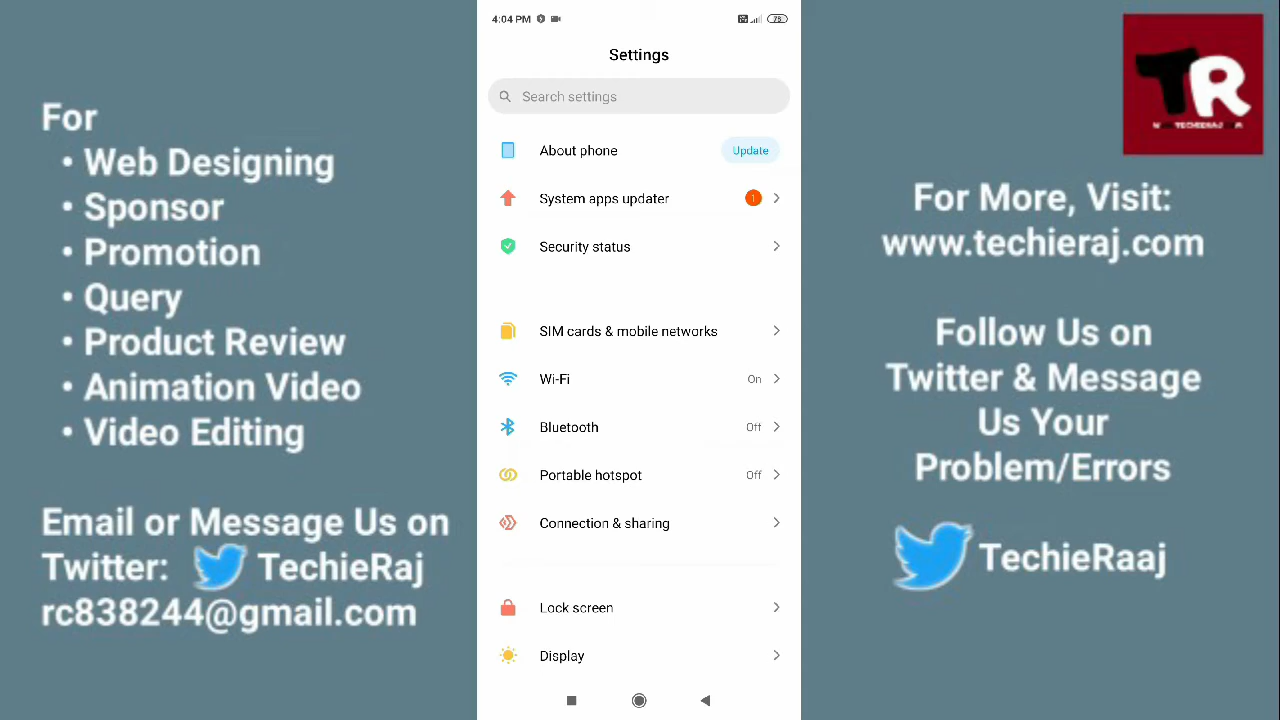 For
• Web Designing
• Sponsor
• Promotion
• Query
• Product Review
• Animation Video
• Video Editing
Email or Message Us on
Twitter: TechieRaj
rc838244@gmail.com
4:04 PM
78
Settings
Search settings
About phone
Update
System apps updater
1
Security status
SIM cards & mobile networks
Wi-Fi
On
Bluetooth
Off
Portable hotspot
Off
Connection & sharing
Lock screen
Display
TR
For More, Visit:
www.techieraj.com
Follow Us on
Twitter & Message
Us Your
Problem/Errors
TechieRaaj